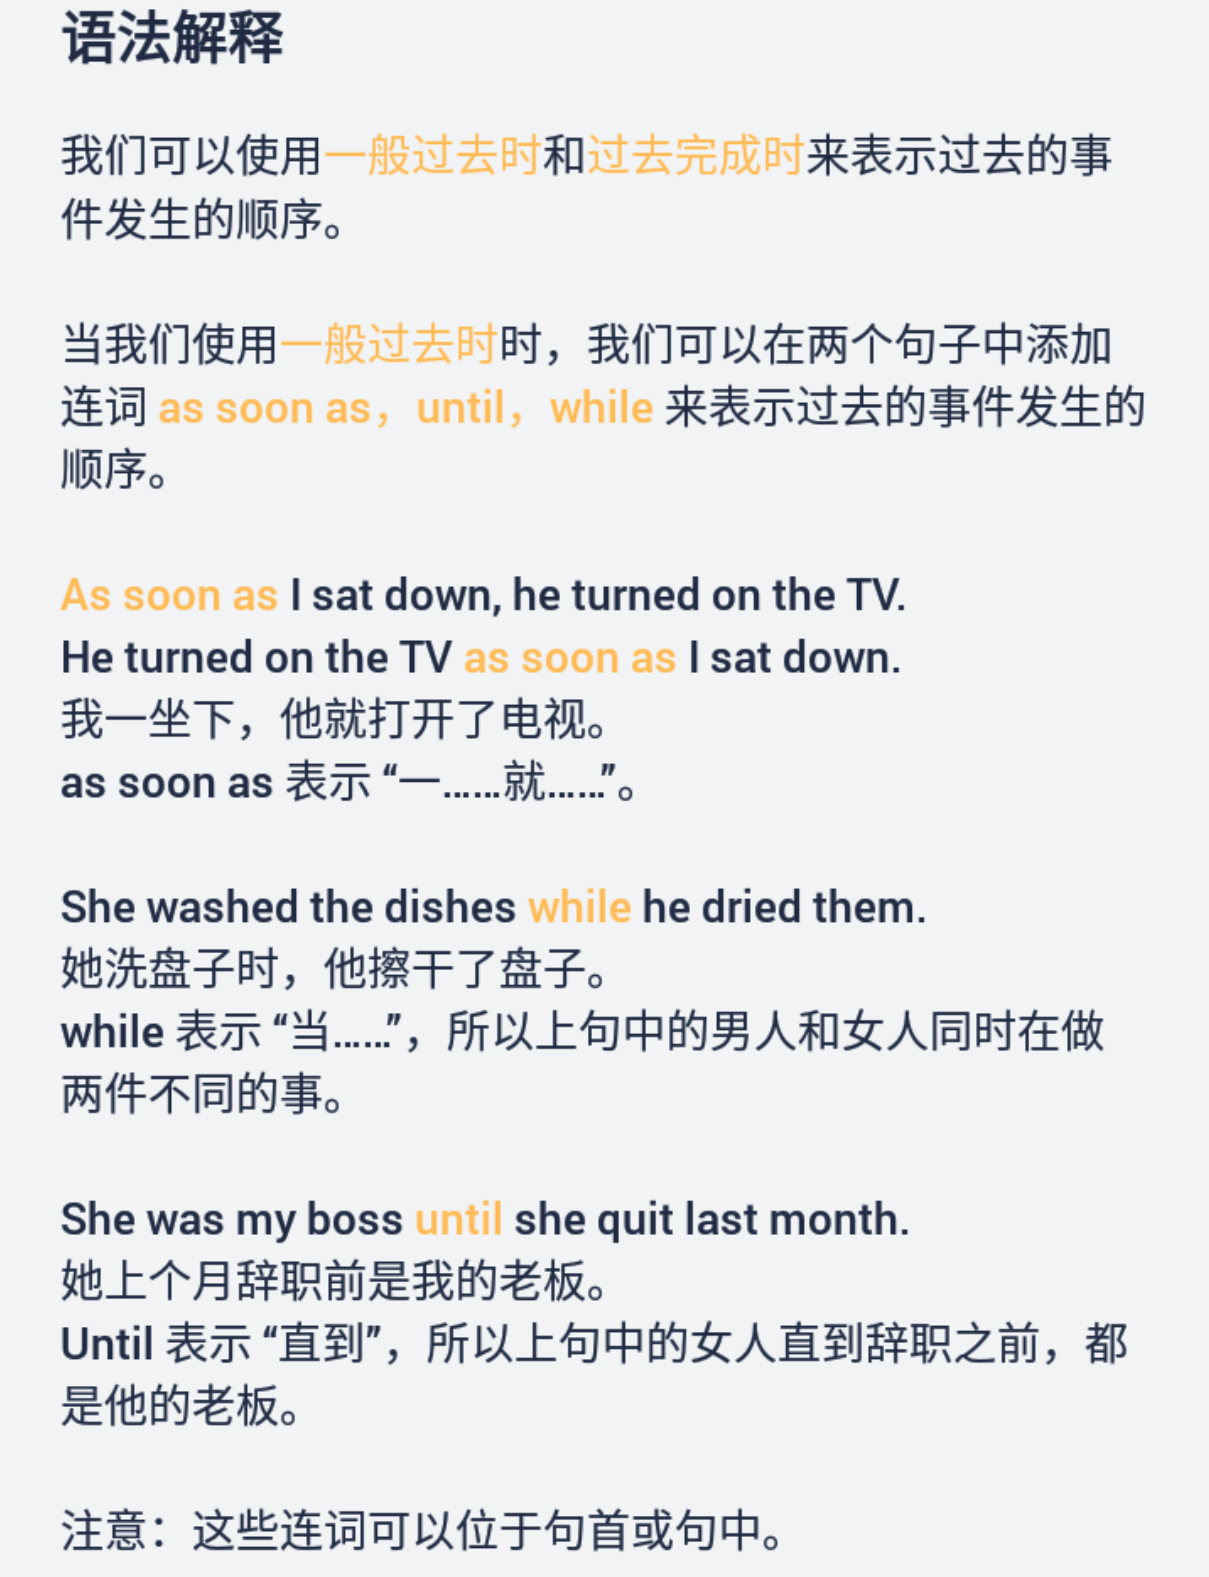 语法解释
我们可以使用一般过去时和过去完成时来表示过去的事
件发生的顺序。
当我们使用一般过去时时，我们可以在两个句子中添加
连词 as soon as，until，while 来表示过去的事件发生的
顺序。
As soon as I sat down, he turned on the TV.
He turned on the TV as soon as I sat down.
我一坐下，他就打开了电视。
as soon as 表示 “一……就……”。
She washed the dishes while he dried them.
她洗盘子时，他擦干了盘子。
while 表示 “当……”，所以上句中的男人和女人同时在做
两件不同的事。
She was my boss until she quit last month.
她上个月辞职前是我的老板。
Until 表示 “直到”，所以上句中的女人直到辞职之前，都
是他的老板。
注意：这些连词可以位于句首或句中。